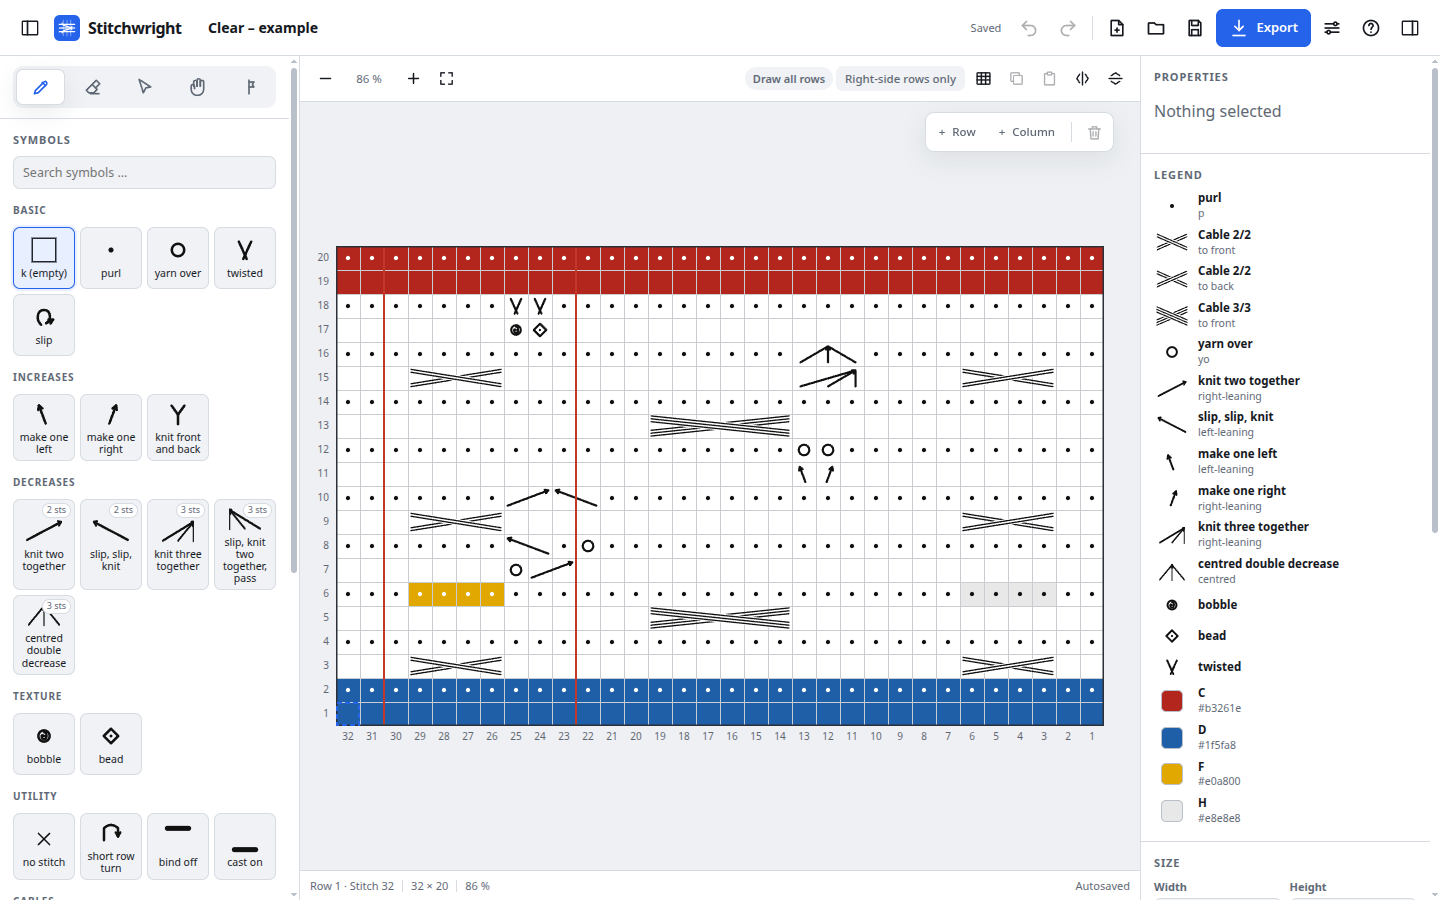 Stitchwright
Clear – example
Saved
Export
86 %
Draw all rows
Right-side rows only
+ Row
+ Column
SYMBOLS
Search symbols ...
BASIC
k (empty)
purl
yarn over
twisted
slip
INCREASES
make one left
make one right
knit front and back
DECREASES
2 sts
knit two together
2 sts
slip, slip, knit
3 sts
knit three together
3 sts
slip, knit two together, pass
3 sts
centred double decrease
TEXTURE
bobble
bead
UTILITY
no stitch
short row turn
bind off
cast on
20
19
18
17
16
15
14
13
12
11
10
9
8
7
6
5
4
3
2
1
32 31 30 29 28 27 26 25 24 23 22 21 20 19 18 17 16 15 14 13 12 11 10 9 8 7 6 5 4 3 2 1
Row 1 · Stitch 32
32 × 20
86 %
Autosaved
PROPERTIES
Nothing selected
LEGEND
purl
p
Cable 2/2
to front
Cable 2/2
to back
Cable 3/3
to front
yarn over
yo
knit two together
right-leaning
slip, slip, knit
left-leaning
make one left
left-leaning
make one right
right-leaning
knit three together
right-leaning
centred double decrease
centred
bobble
bead
twisted
C
#b3261e
D
#1f5fa8
F
#e0a800
H
#e8e8e8
SIZE
Width
Height